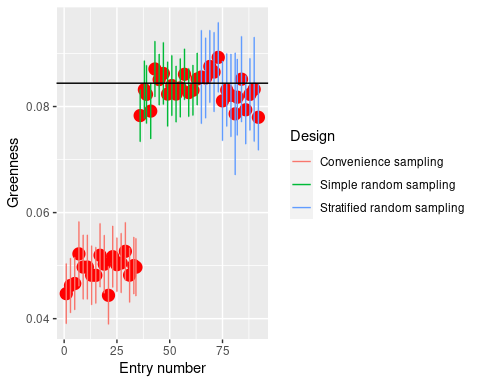 0.08
0.06
0.04
Greenness
0
25
50
75
Entry number
Design
Convenience sampling
Simple random sampling
Stratified random sampling